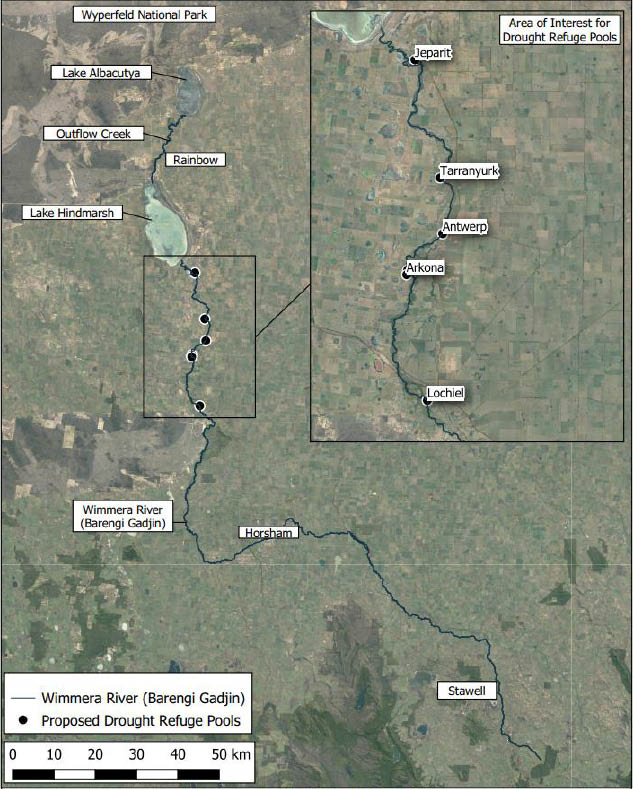 Wyperfeld National Park
Area of Interest for
Drought Refuge Pools
Jeparit
Lake Albacutya
Outflow Creek
Rainbow
Tarranyurk
Lake Hindmarsh
Antwerp
Arkona
Lochiel
Wimmera River
(Barengi Gadjin)
Horsham
Stawell
Wimmera River (Barengi Gadjin)
Proposed Drought Refuge Pools
0 10 20 30 40 50 km